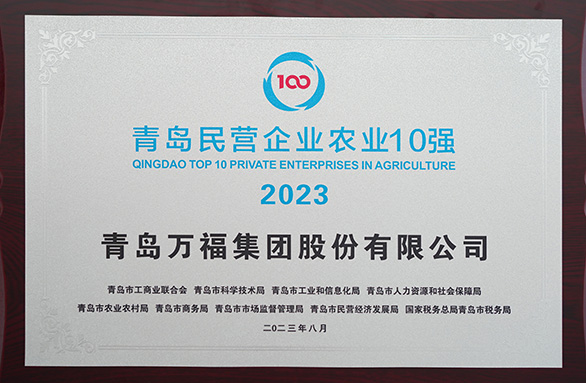 100
青岛民营企业农业10强
QINGDAO TOP 10 PRIVATE ENTERPRISES IN AGRICULTURE
2023
青岛万福集团股份有限公司
青岛市工商业联合会 青岛市科学技术局 青岛市工业和信息化局 青岛市人力资源和社会保障局
青岛市农业农村局 青岛市商务局 青岛市市场监督管理局 青岛市民营经济发展局 国家税务总局青岛市税务局
二〇二三年八月